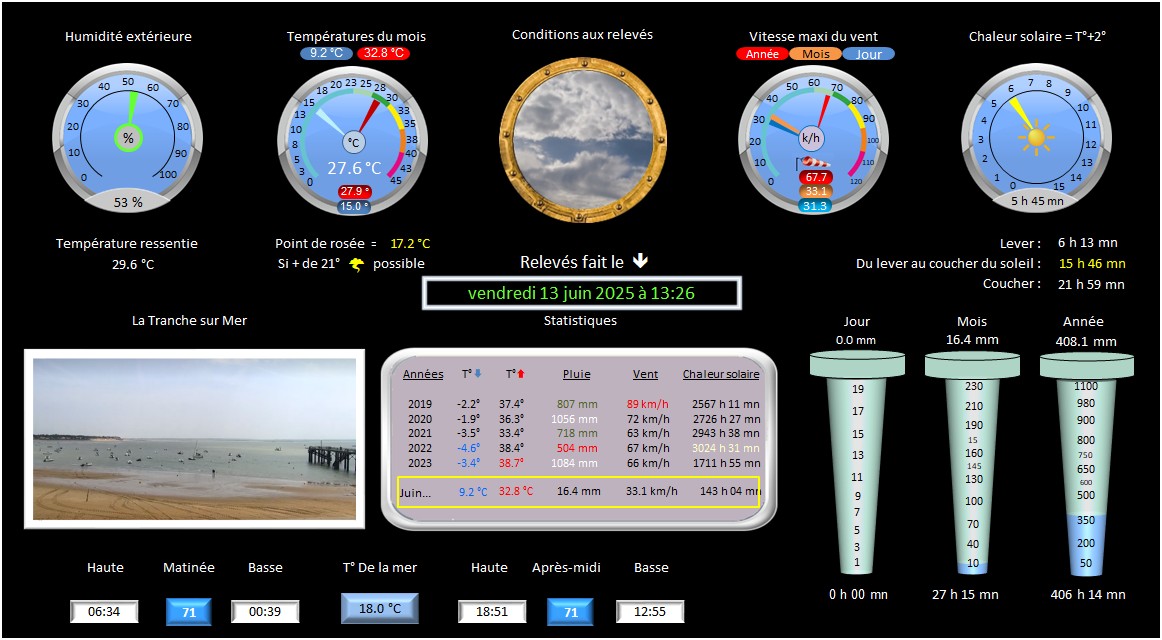 Humidité extérieure
Températures du mois
9.2 °C 32.8 °C
Conditions aux relevés
Vitesse maxi du vent
Année Mois Jour
Chaleur solaire = T°+2°
0 10 20 30 40 50 60 70 80 90 100
%
53 %
0 3 5 8 10 13 15 18 20 23 25 28 30 33 35 38 40 43 45
°C
27.6 °C
27.9 °
15.0 °
0 10 20 30 40 50 60 70 80 90 100 110 120
k/h
67.7
33.1
31.3
0 1 2 3 4 5 6 7 8 9 10 11 12 13 14 15
5 h 45 mn
Température ressentie
29.6 °C
Point de rosée = 17.2 °C
Si + de 21° possible
Relevés fait le
vendredi 13 juin 2025 à 13:26
Lever : 6 h 13 mn
Du lever au coucher du soleil : 15 h 46 mn
Coucher : 21 h 59 mn
La Tranche sur Mer
Statistiques
Années T° T° Pluie Vent Chaleur solaire
2019 -2.2° 37.4° 807 mm 89 km/h 2567 h 11 mn
2020 -1.9° 36.3° 1056 mm 72 km/h 2726 h 27 mn
2021 -3.5° 33.4° 718 mm 63 km/h 2943 h 38 mn
2022 -4.6° 38.4° 504 mm 67 km/h 3024 h 31 mn
2023 -3.4° 38.7° 1084 mm 66 km/h 1711 h 55 mn
Juin... 9.2 °C 32.8 °C 16.4 mm 33.1 km/h 143 h 04 mn
Jour
0.0 mm
19
17
15
13
11
9
7
5
3
1
0 h 00 mn
Mois
16.4 mm
230
210
190
15
160
145
130
100
70
40
10
27 h 15 mn
Année
408.1 mm
1100
980
900
800
750
650
600
500
350
200
50
406 h 14 mn
Haute Matinée Basse
06:34 71 00:39
T° De la mer
18.0 °C
Haute Après-midi Basse
18:51 71 12:55